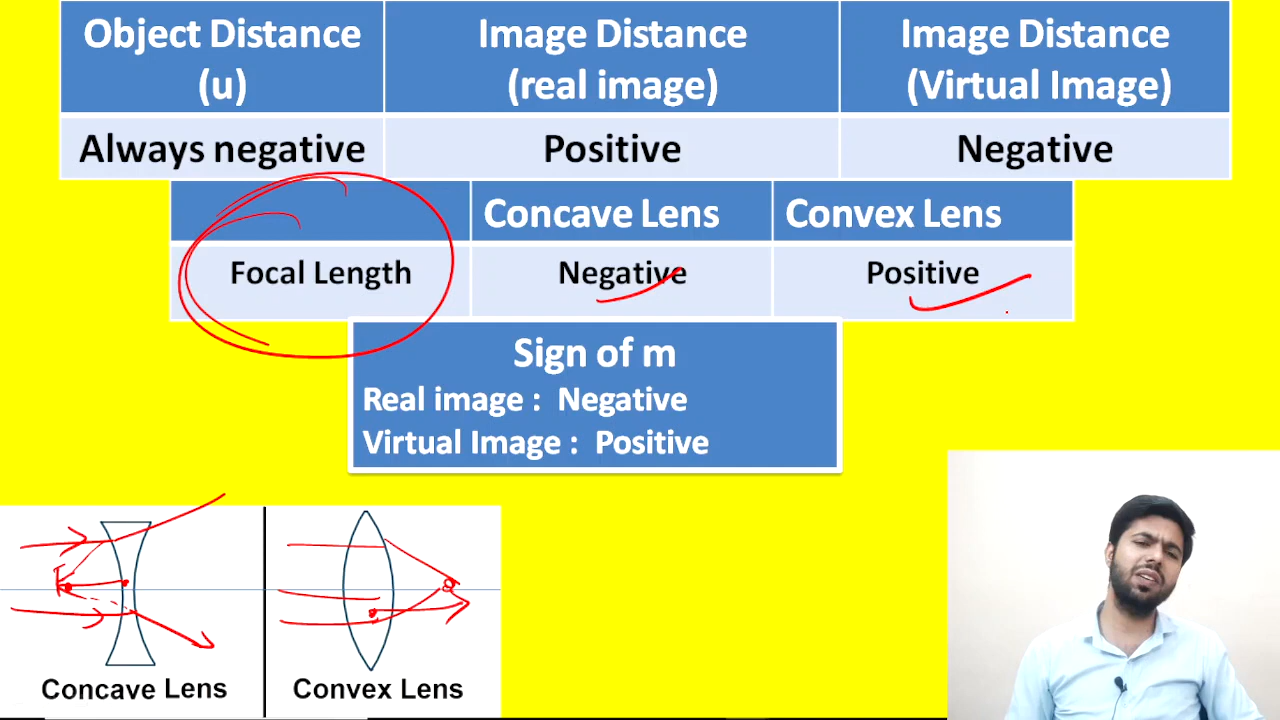 Object Distance
(u)
Image Distance
(real image)
Image Distance
(Virtual Image)
Always negative
Positive
Negative
Concave Lens
Convex Lens
Focal Length
Negative
Positive
Sign of m
Real image : Negative
Virtual Image : Positive
F
Concave Lens
Convex Lens